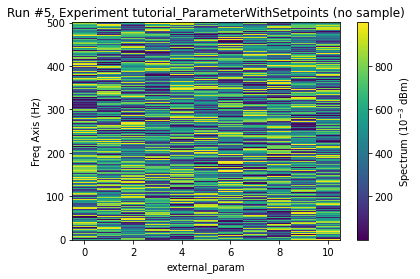 Run #5, Experiment tutorial_ParameterWithSetpoints (no sample)
500
400
300
200
100
0
Freq Axis (Hz)
0 2 4 6 8 10
external_param
800
600
400
200
Spectrum (10⁻³ dBm)